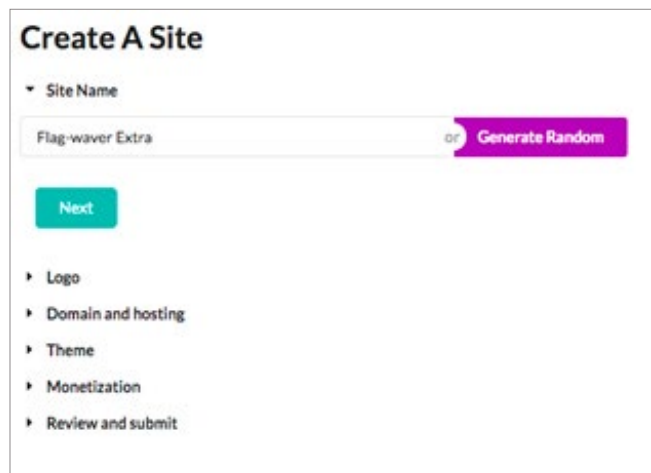 Create A Site
Site Name
Flag-waver Extra or Generate Random
Next
Logo
Domain and hosting
Theme
Monetization
Review and submit